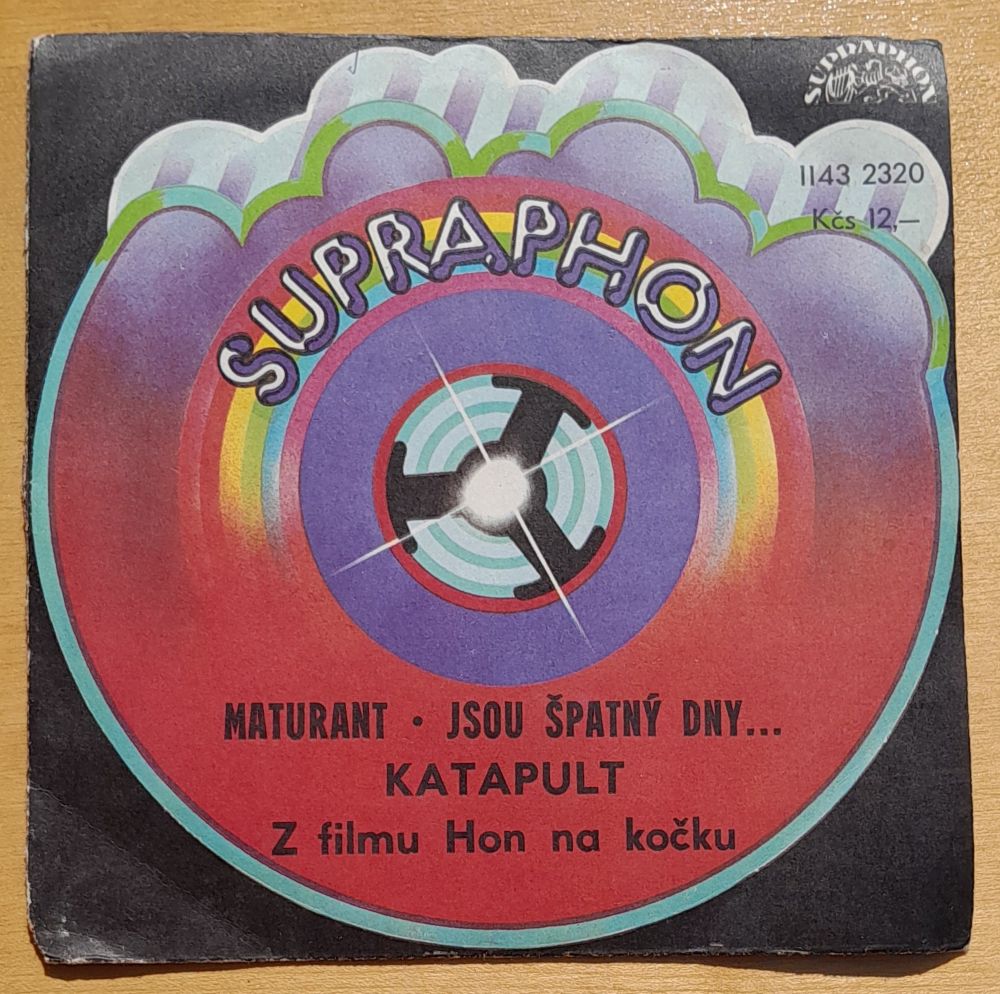 SUPRAPHON
1143 2320
Kčs 12,—
SUPRAPHON
MATURANT • JSOU ŠPATNÝ DNY...
KATAPULT
Z filmu Hon na kočku